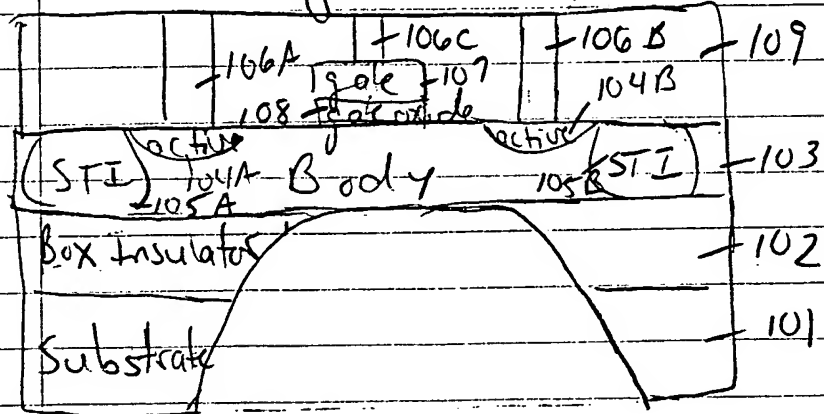 106C
106B
109
106A
gate
107
108
gate oxide
104B
active
active
STI
104A
Body
105B
STI
103
105A
Box Insulator
102
Substrate
101